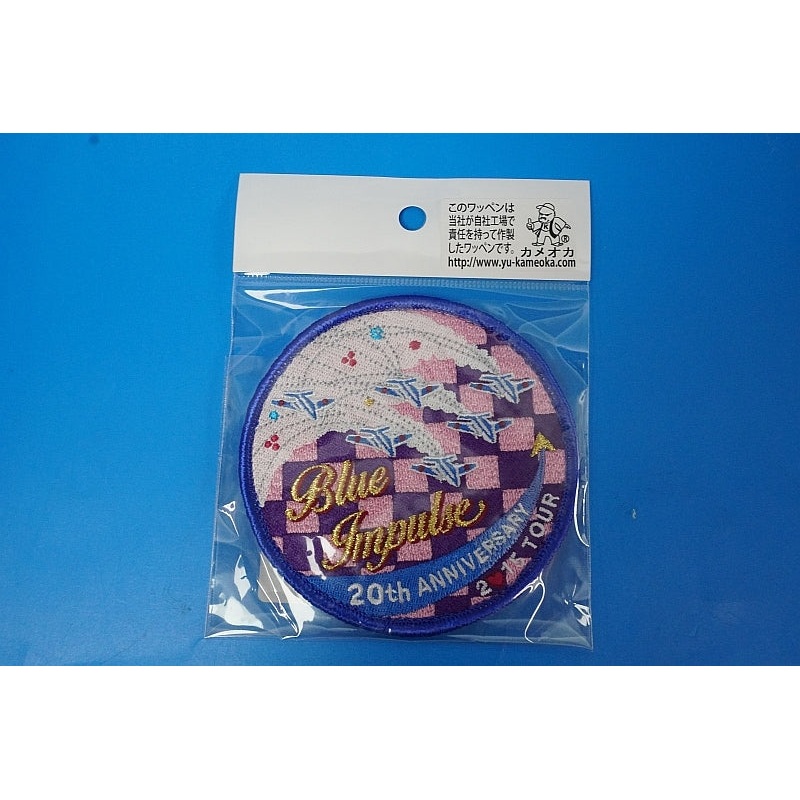 このワッペンは
当社が自社工場で
責任を持って作製
したワッペンです。
カメオカ®
http://www.yu-kameoka.com
Blue
Impulse
20th ANNIVERSARY
2♥15 TOUR